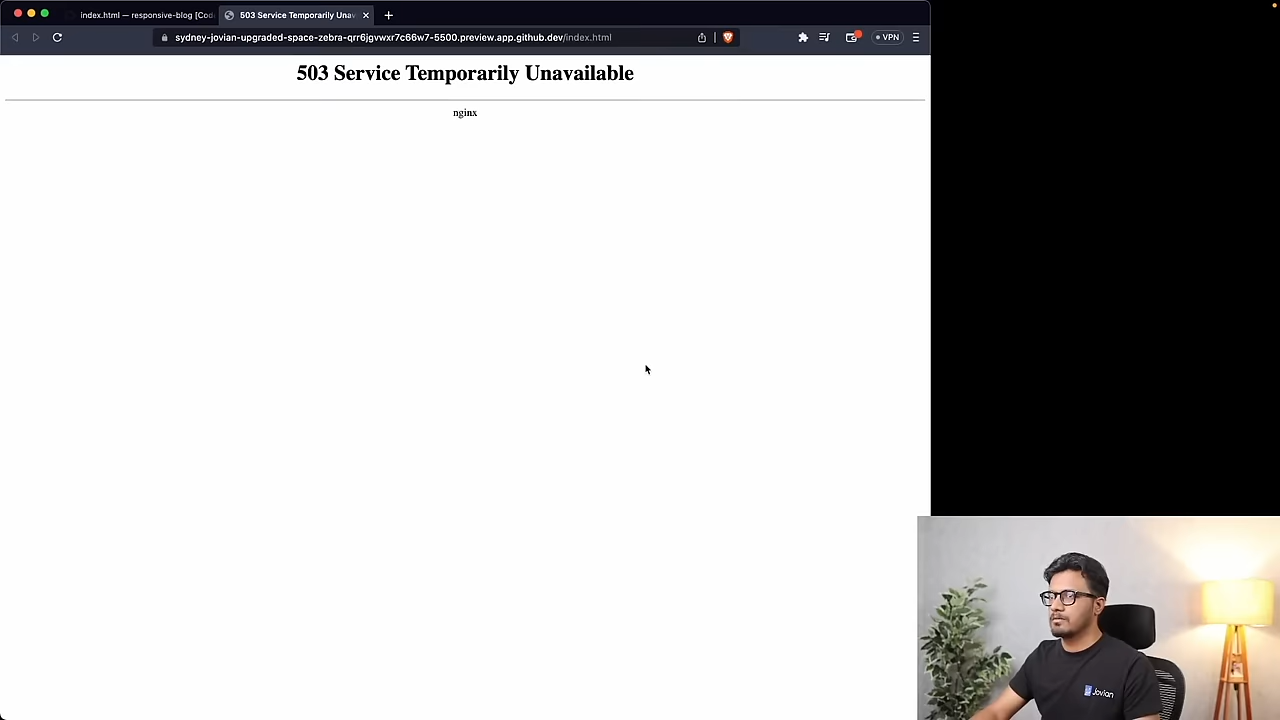 index.html — responsive-blog [Cod
503 Service Temporarily Unav
sydney-jovian-upgraded-space-zebra-qrr6jgvwxr7c66w7-5500.preview.app.github.dev/index.html
VPN
503 Service Temporarily Unavailable
nginx
Jovian